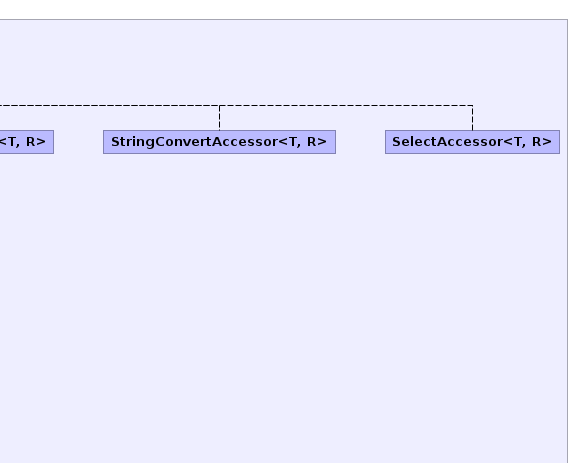 <T, R>
StringConvertAccessor<T, R>
SelectAccessor<T, R>